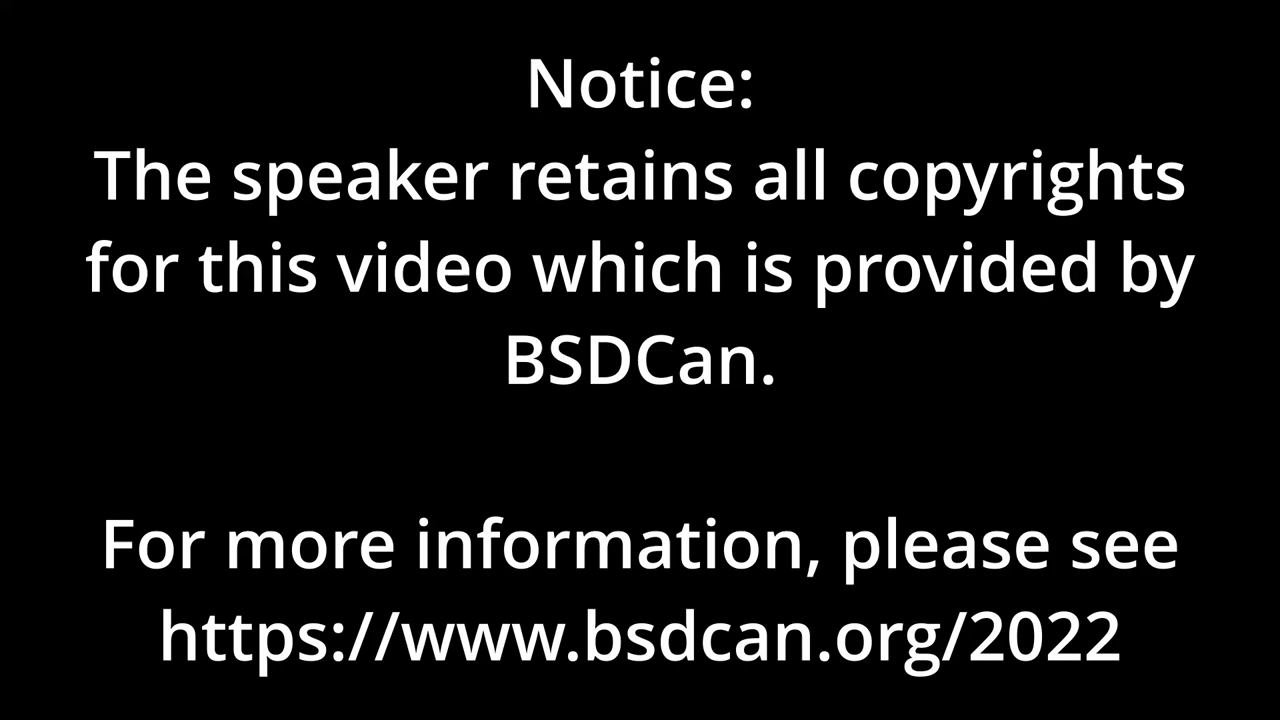 Notice:
The speaker retains all copyrights
for this video which is provided by
BSDCan.
For more information, please see
https://www.bsdcan.org/2022